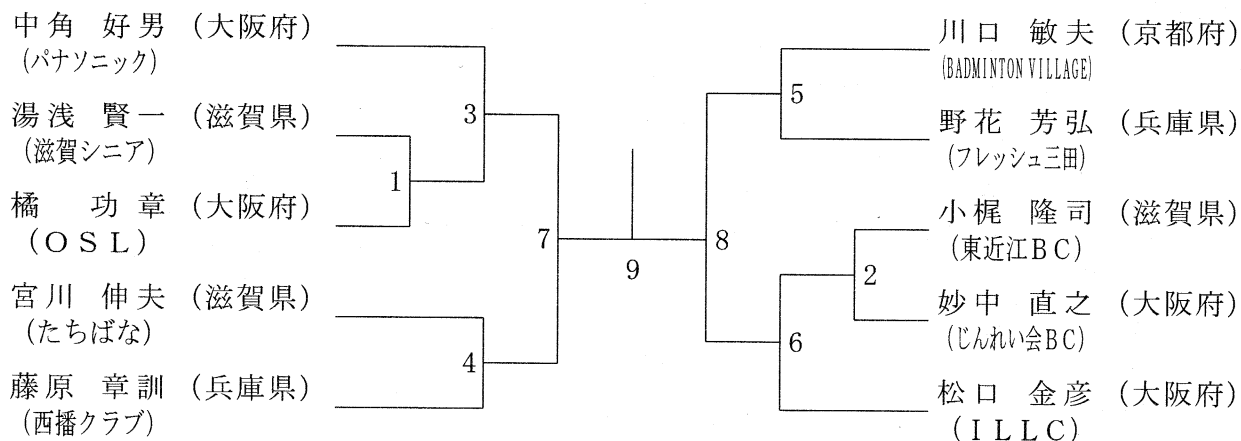 中角 好男 (大阪府)
(パナソニック)
湯浅 賢一 (滋賀県)
(滋賀シニア)
橘 功章 (大阪府)
(OSL)
宮川 伸夫 (滋賀県)
(たちばな)
藤原 章訓 (兵庫県)
(西播クラブ)
3
1
7
4
9
川口 敏夫 (京都府)
(BADMINTON VILLAGE)
野花 芳弘 (兵庫県)
(フレッシュ三田)
小梶 隆司 (滋賀県)
(東近江BC)
妙中 直之 (大阪府)
(じんれい会BC)
松口 金彦 (大阪府)
(ILLC)
5
8
2
6